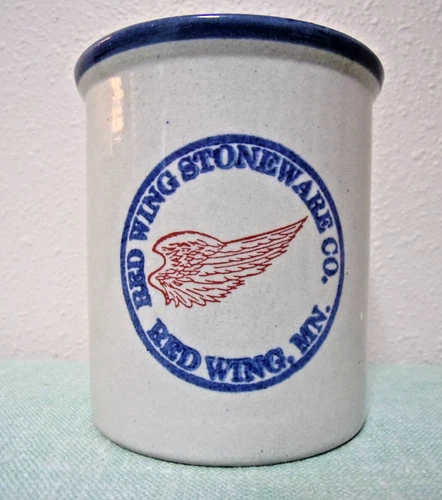 RED WING STONEWARE CO.
RED WING, MN.